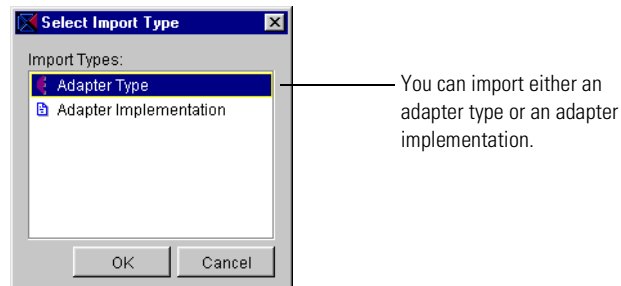 Select Import Type
Import Types:
Adapter Type
Adapter Implementation
OK Cancel
You can import either an
adapter type or an adapter
implementation.